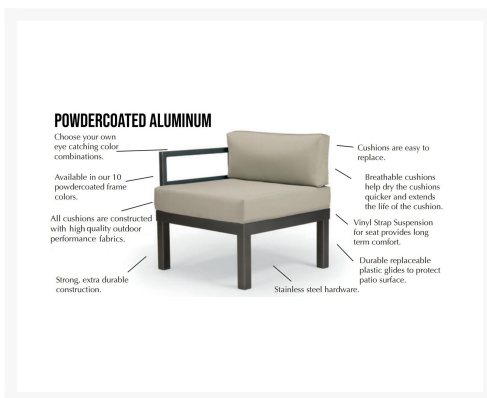 POWDERCOATED ALUMINUM
Choose your own
eye catching color
combinations.
Available in our 10
powdercoated frame
colors.
All cushions are constructed
with high quality outdoor
performance fabrics.
Strong, extra durable
construction.
Cushions are easy to
replace.
Breathable cushions
help dry the cushions
quicker and extends
the life of the cushion.
Vinyl Strap Suspension
for seat provides long
term comfort.
Durable replaceable
plastic glides to protect
patio surface.
Stainless steel hardware.